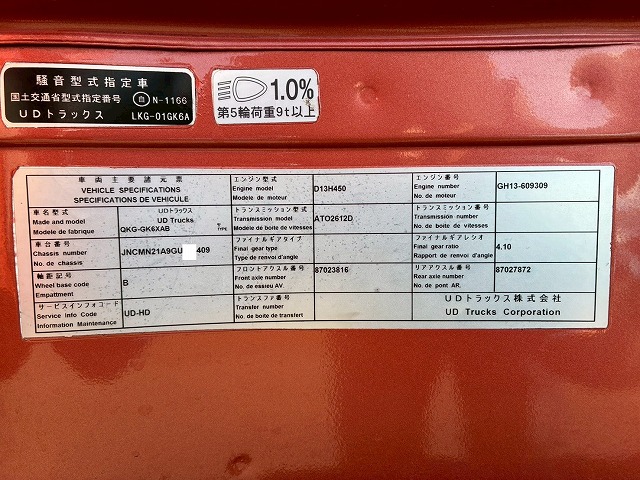 騒音型式指定車
国土交通省型式指定番号 自 N-1166
UDトラックス LKG-01GK6A
1.0%
第5輪荷重9t以上
車両主要諸元票
VEHICLE SPECIFICATIONS
SPECIFICATIONS DE VEHICULE
エンジン型式
Engine model
Modele de moteur
D13H450
エンジン番号
Engine number
No. de moteur
GH13-609309
車名型式
Made and model
Modele de fabrique
UDトラックス
UD Trucks
QKG-GK6XAB
TYPE
トランスミッション型式
Transmission model
Modele de boite de vitesses
ATO2612D
トランスミッション番号
Transmission number
No. de boite de vitesses
車台番号
Chassis number
No. de chassis
JNCMN21A9GU 409
ファイナルギアタイプ
Final gear type
Type de renvoi d'angle
ファイナルギアレシオ
Final gear ratio
Rapport de renvoi d'angle
4.10
軸距記号
Wheel base code
Empattment
B
フロントアクスル番号
Front axle number
No. de essieu AV.
87023816
リアアクスル番号
Rear axle number
No. de pont AR.
87027872
サービスインフォコード
Service Info Code
Information Maintenance
UD-HD
トランスファ番号
Transfer number
No. de boite de transfert
UDトラックス株式会社
UD Trucks Corporation